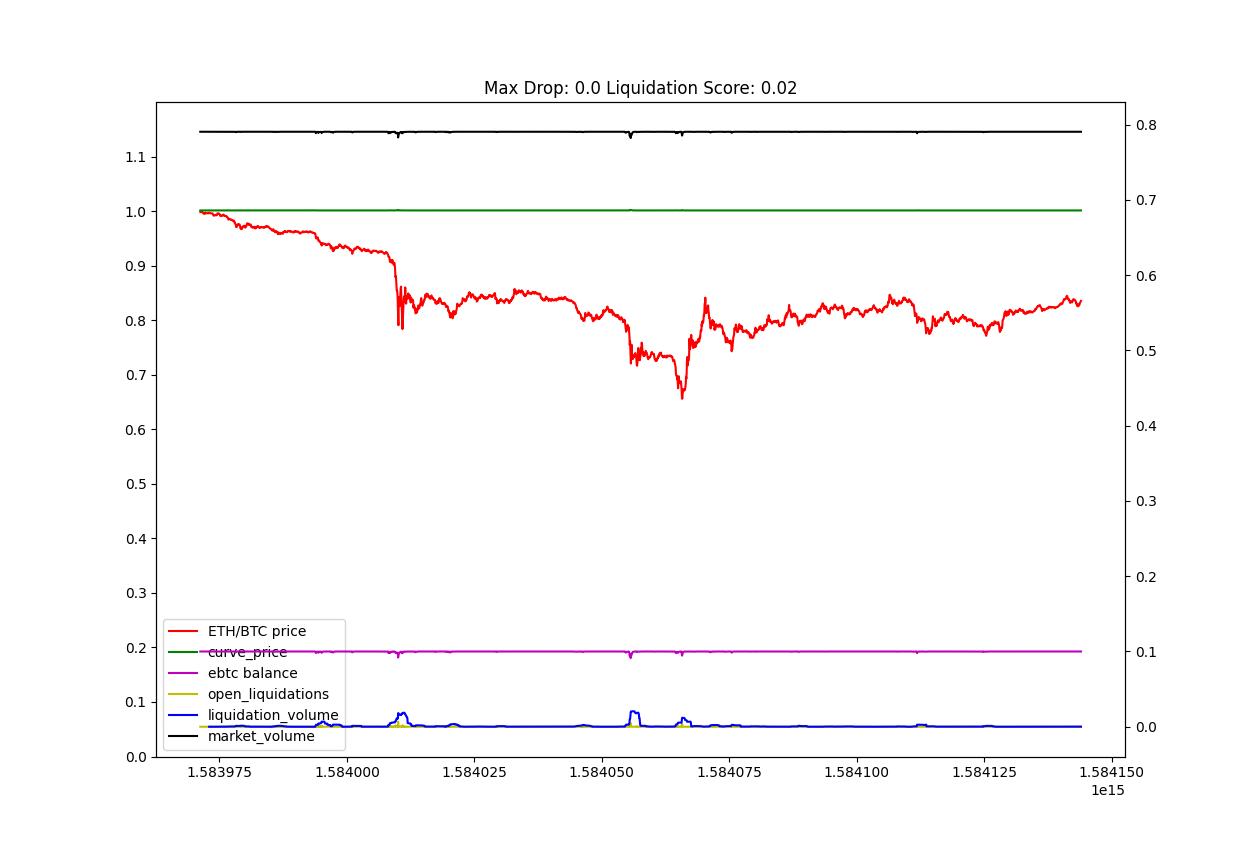 Max Drop: 0.0 Liquidation Score: 0.02
1.1
1.0
0.9
0.8
0.7
0.6
0.5
0.4
0.3
0.2
0.1
0.0
0.8
0.7
0.6
0.5
0.4
0.3
0.2
0.1
0.0
ETH/BTC price
curve_price
ebtc balance
open_liquidations
liquidation_volume
market_volume
1.583975 1.584000 1.584025 1.584050 1.584075 1.584100 1.584125 1.584150
1e15